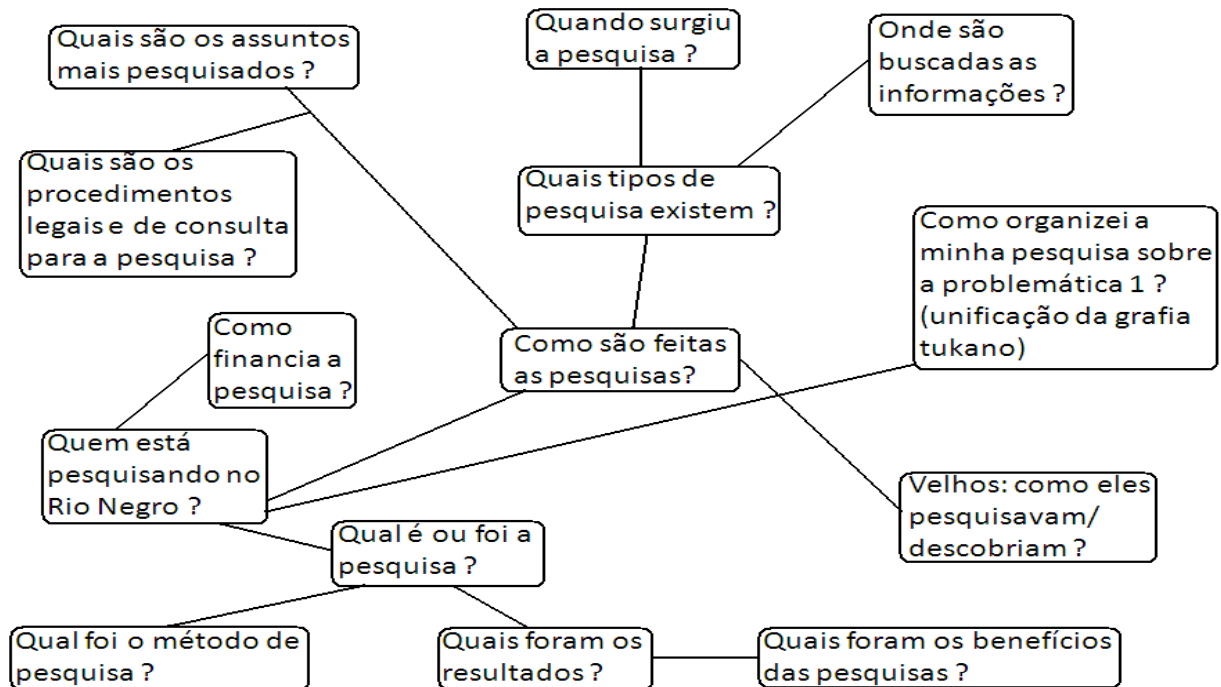 Quais são os assuntos
mais pesquisados ?
Quando surgiu
a pesquisa ?
Onde são
buscadas as
informações ?
Quais são os
procedimentos
legais e de consulta
para a pesquisa ?
Quais tipos de
pesquisa existem ?
Como organizei a
minha pesquisa sobre
a problemática 1 ?
(unificação da grafia
tukano)
Como
financia a
pesquisa ?
Como são feitas
as pesquisas?
Quem está
pesquisando no
Rio Negro ?
Velhos: como eles
pesquisavam/
descobriam ?
Qual é ou foi a
pesquisa ?
Qual foi o método de
pesquisa ?
Quais foram os
resultados ?
Quais foram os benefícios
das pesquisas ?